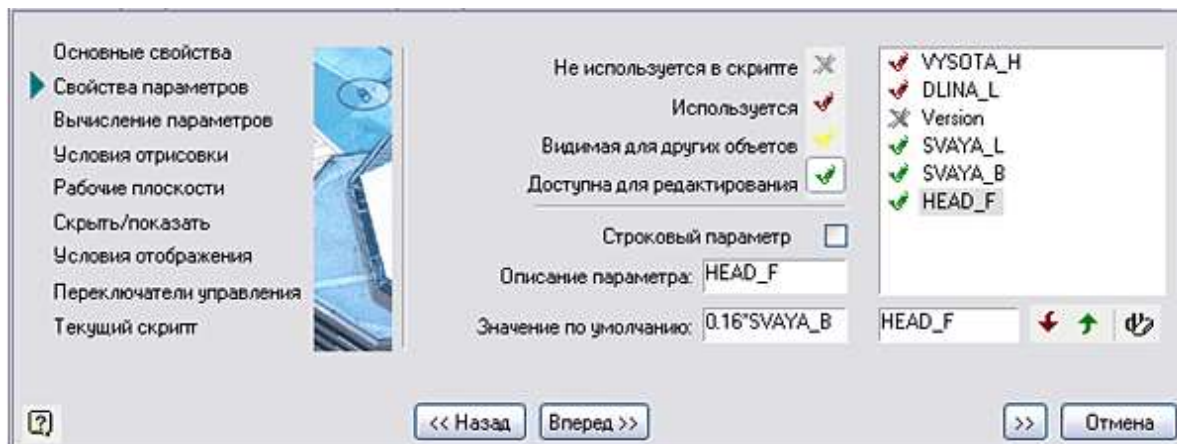 Основные свойства
Свойства параметров
Вычисление параметров
Условия отрисовки
Рабочие плоскости
Скрыть/показать
Условия отображения
Переключатели управления
Текущий скрипт
Не используется в скрипте
Используется
Видимая для других обьетов
Доступна для редактирования
Строковый параметр
Описание параметра: HEAD_F
Значение по умолчанию: 0.16*SVAYA_B
VYSOTA_H
DLINA_L
Version
SVAYA_L
SVAYA_B
HEAD_F
HEAD_F
<< Назад
Вперед >>
>>
Отмена